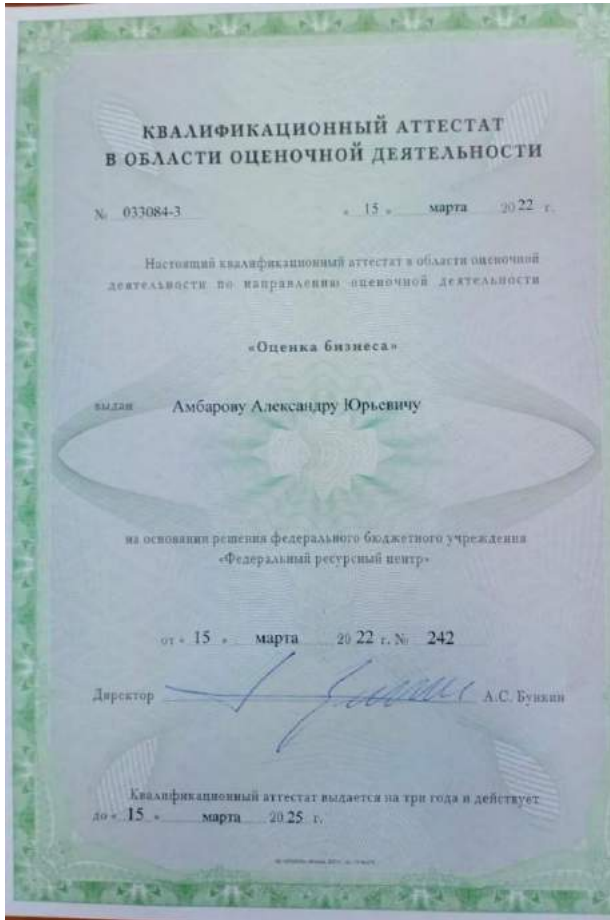 КВАЛИФИКАЦИОННЫЙ АТТЕСТАТ
В ОБЛАСТИ ОЦЕНОЧНОЙ ДЕЯТЕЛЬНОСТИ
№ 033084-3 « 15 » марта 20 22 г.
Настоящий квалификационный аттестат в области оценочной
деятельности по направлению оценочной деятельности
«Оценка бизнеса»
выдан Амбарову Александру Юрьевичу
на основании решения федерального бюджетного учреждения
«Федеральный ресурсный центр»
от « 15 » марта 20 22 г. № 242
Директор А.С. Бункин
Квалификационный аттестат выдается на три года и действует
до « 15 » марта 20 25 г.